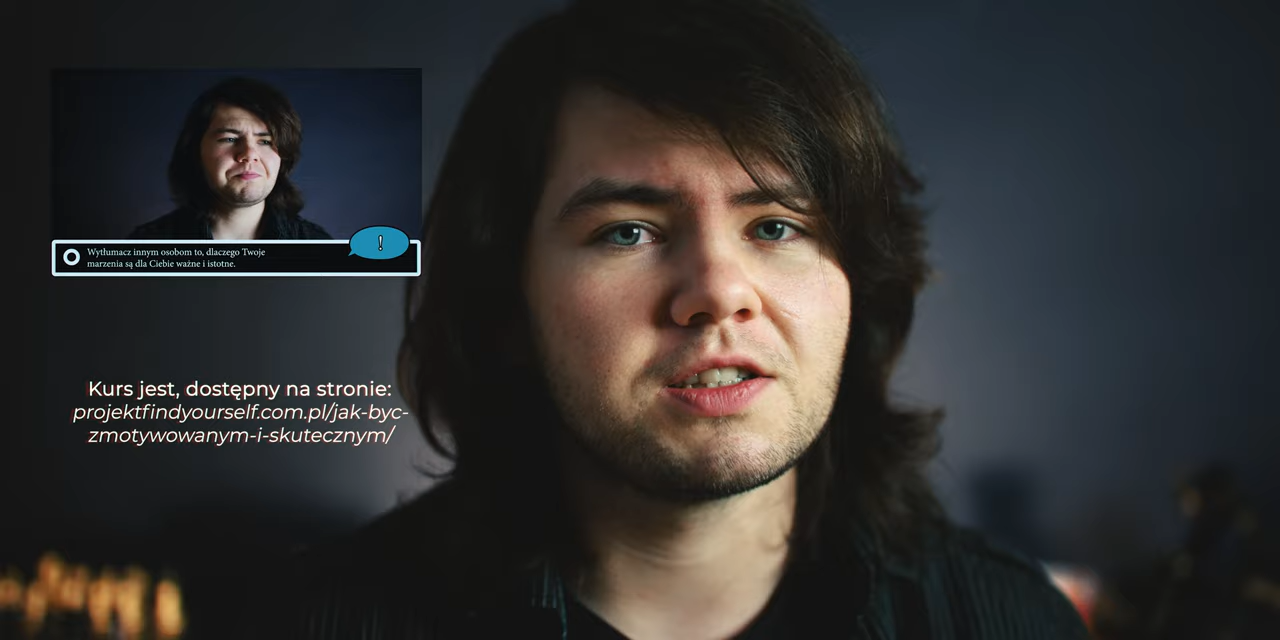 Wytłumacz innym osobom to, dlaczego Twoje
marzenia są dla Ciebie ważne i istotne.
!
Kurs jest, dostępny na stronie:
projektfindyourself.com.pl/jak-byc-
zmotywowanym-i-skutecznym/